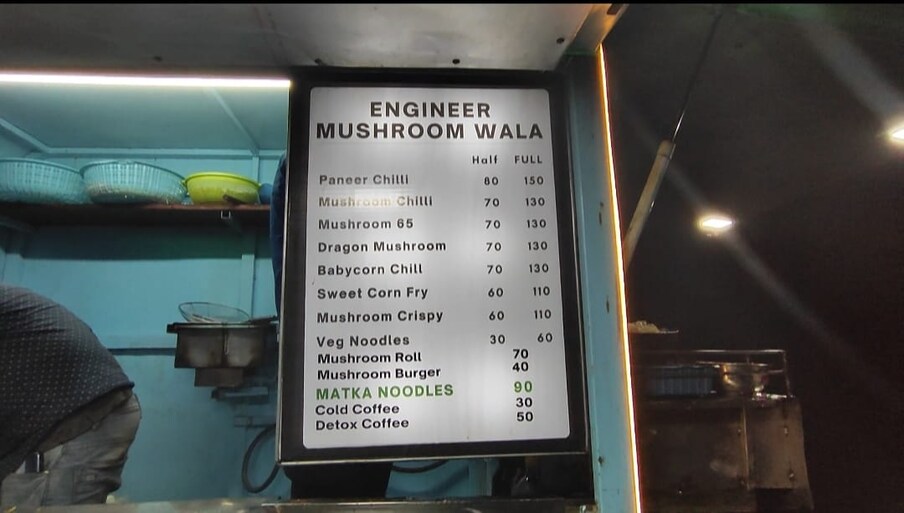 ENGINEER
MUSHROOM WALA
Half FULL
Paneer Chilli 80 150
Mushroom Chilli 70 130
Mushroom 65 70 130
Dragon Mushroom 70 130
Babycorn Chill 70 130
Sweet Corn Fry 60 110
Mushroom Crispy 60 110
Veg Noodles 30 60
Mushroom Roll 70
Mushroom Burger 40
MATKA NOODLES 90
Cold Coffee 30
Detox Coffee 50